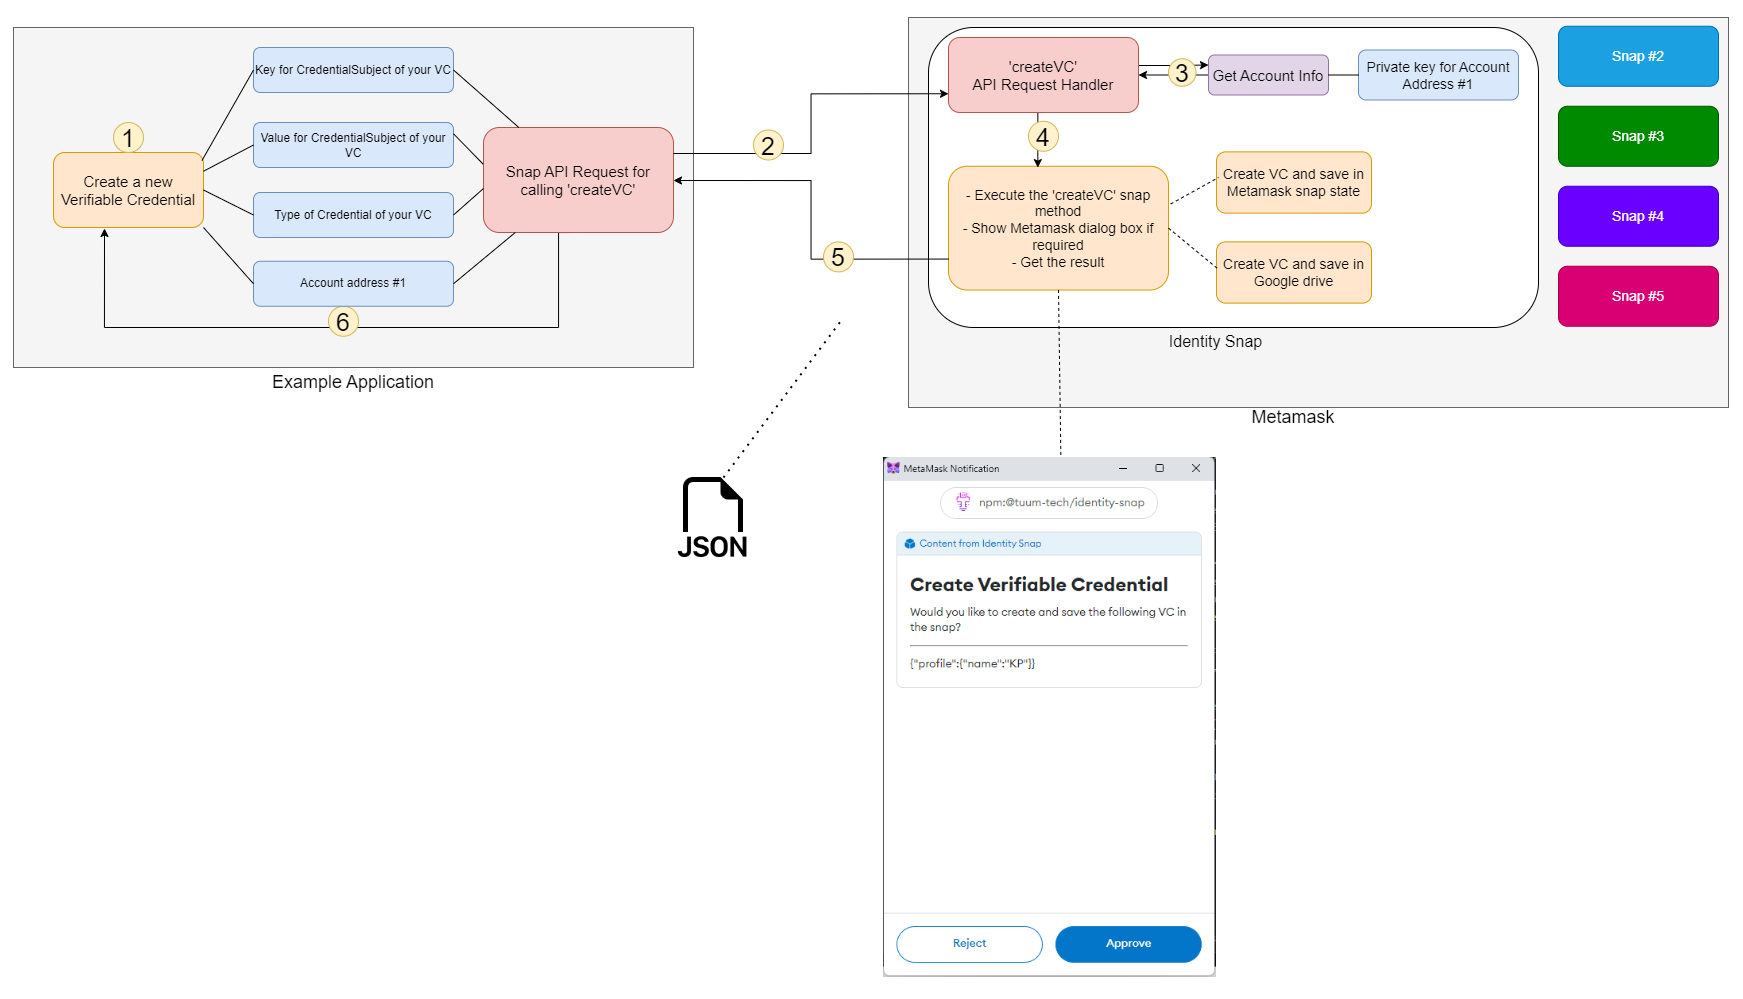 1
Create a new
Verifiable Credential
Key for CredentialSubject of your VC
Value for CredentialSubject of your
VC
Type of Credential of your VC
Account address #1
Snap API Request for
calling 'createVC'
6
Example Application
2
5
JSON
'createVC'
API Request Handler
3
Get Account Info
Private key for Account
Address #1
4
- Execute the 'createVC' snap
method
- Show Metamask dialog box if
required
- Get the result
Create VC and save in
Metamask snap state
Create VC and save in
Google drive
Identity Snap
Snap #2
Snap #3
Snap #4
Snap #5
Metamask
MetaMask Notification
npm:@tuum-tech/identity-snap
Content from Identity Snap
Create Verifiable Credential
Would you like to create and save the following VC in
the snap?
{"profile":{"name":"KP"}}
Reject
Approve